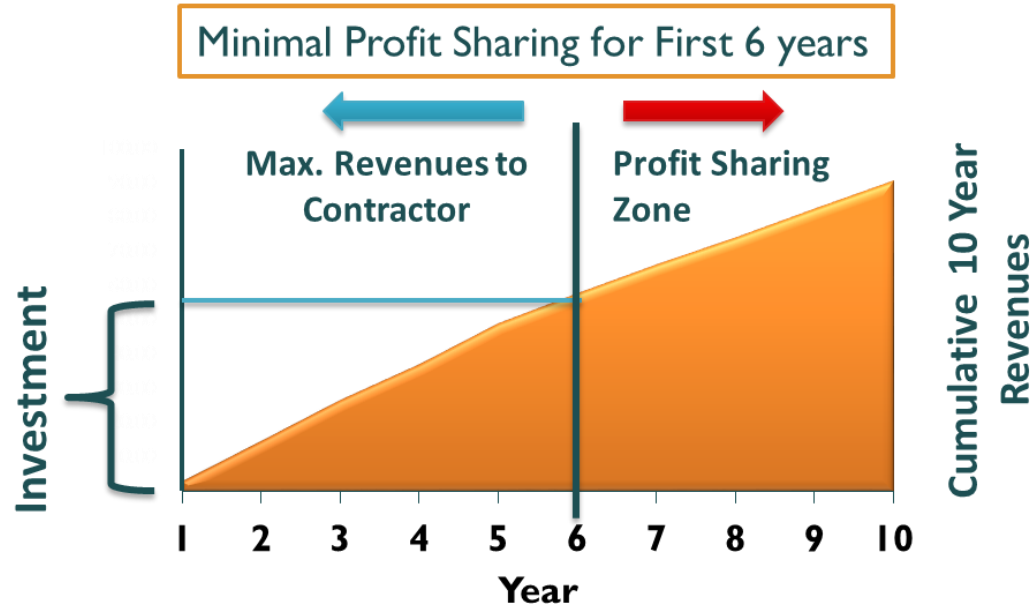 Minimal Profit Sharing for First 6 years
Max. Revenues to
Contractor
Profit Sharing
Zone
Investment
Cumulative 10 Year
Revenues
1 2 3 4 5 6 7 8 9 10
Year